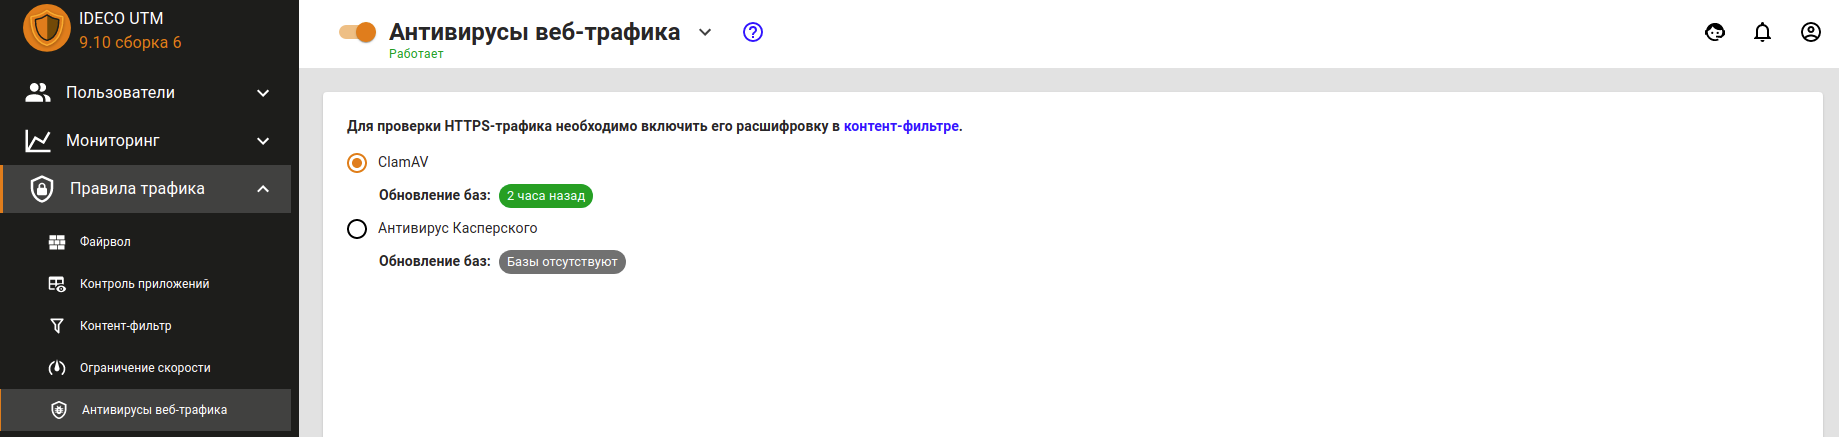 IDECO UTM
9.10 сборка 6
Пользователи
Мониторинг
Правила трафика
Файрвол
Контроль приложений
Контент-фильтр
Ограничение скорости
Антивирусы веб-трафика
Антивирусы веб-трафика
Работает
Для проверки HTTPS-трафика необходимо включить его расшифровку в контент-фильтре.
ClamAV
Обновление баз: 2 часа назад
Антивирус Касперского
Обновление баз: Базы отсутствуют